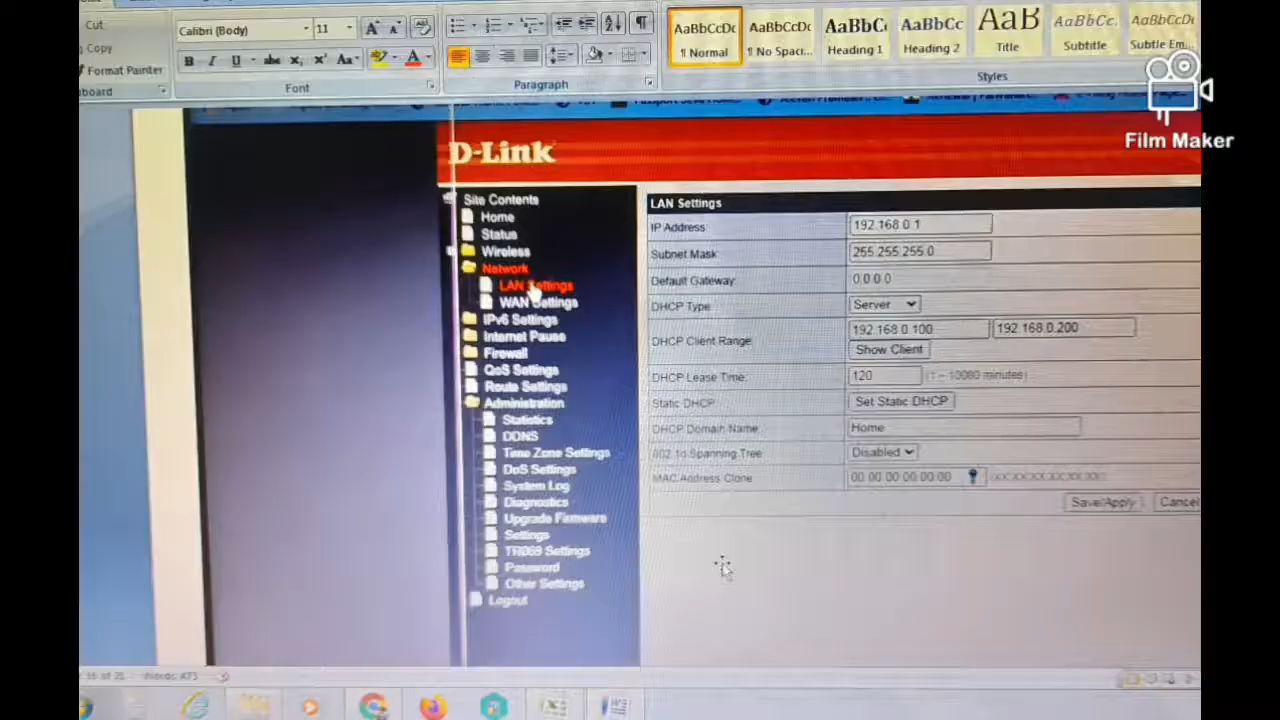 Cut
Copy
Format Painter
Calibri (Body)
11
Font
Paragraph
AaBbCcDc
¶ Normal
AaBbCcDc
¶ No Spaci...
AaBbC
Heading 1
AaBbCc
Heading 2
AaB
Title
AaBbCc.
Subtitle
AaBbCcDc
Subtle Em...
Styles
Film Maker
D-Link
Site Contents
Home
Status
Wireless
Network
LAN Settings
WAN Settings
IPv6 Settings
Internet Pause
Firewall
QoS Settings
Route Settings
Administration
Statistics
DDNS
Time Zone Settings
DoS Settings
System Log
Diagnostics
Upgrade Firmware
Settings
TR069 Settings
Password
Other Settings
Logout
LAN Settings
IP Address 192.168.0.1
Subnet Mask: 255.255.255.0
Default Gateway: 0.0.0.0
DHCP Type: Server
DHCP Client Range: 192.168.0.100 192.168.0.200
Show Client
DHCP Lease Time: 120 (1 ~ 10080 minutes)
Static DHCP: Set Static DHCP
DHCP Domain Name: Home
802.1d Spanning Tree: Disabled
MAC Address Clone: 00:00:00:00:00:00
Save/Apply Cancel